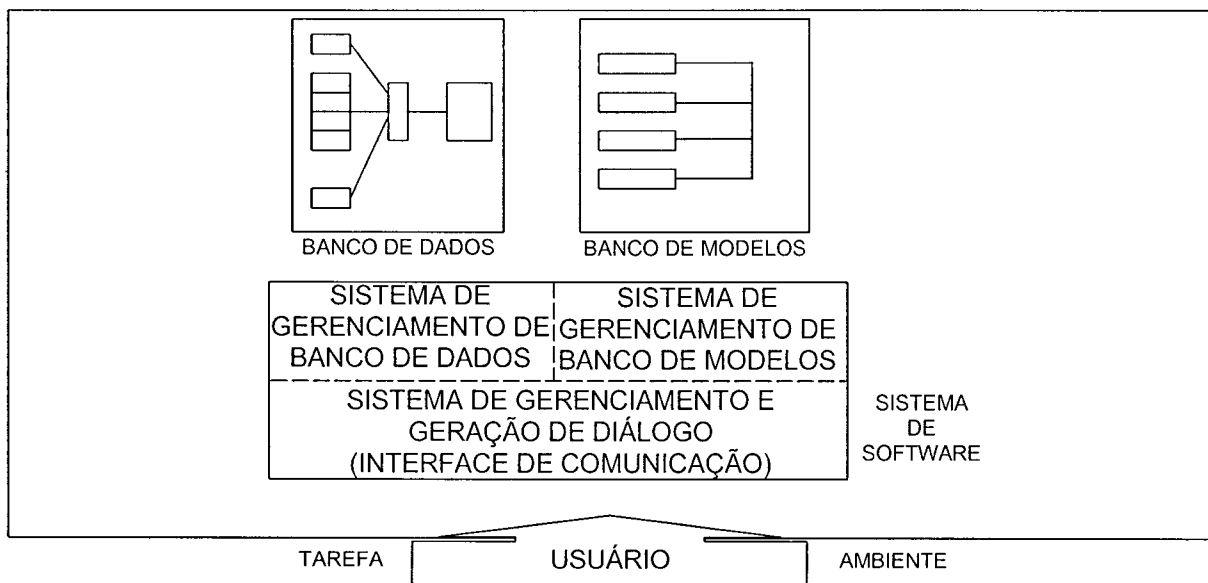 BANCO DE DADOS
BANCO DE MODELOS
SISTEMA DE
GERENCIAMENTO DE
BANCO DE DADOS
SISTEMA DE
GERENCIAMENTO DE
BANCO DE MODELOS
SISTEMA DE GERENCIAMENTO E
GERAÇÃO DE DIÁLOGO
(INTERFACE DE COMUNICAÇÃO)
SISTEMA
DE
SOFTWARE
TAREFA
USUÁRIO
AMBIENTE